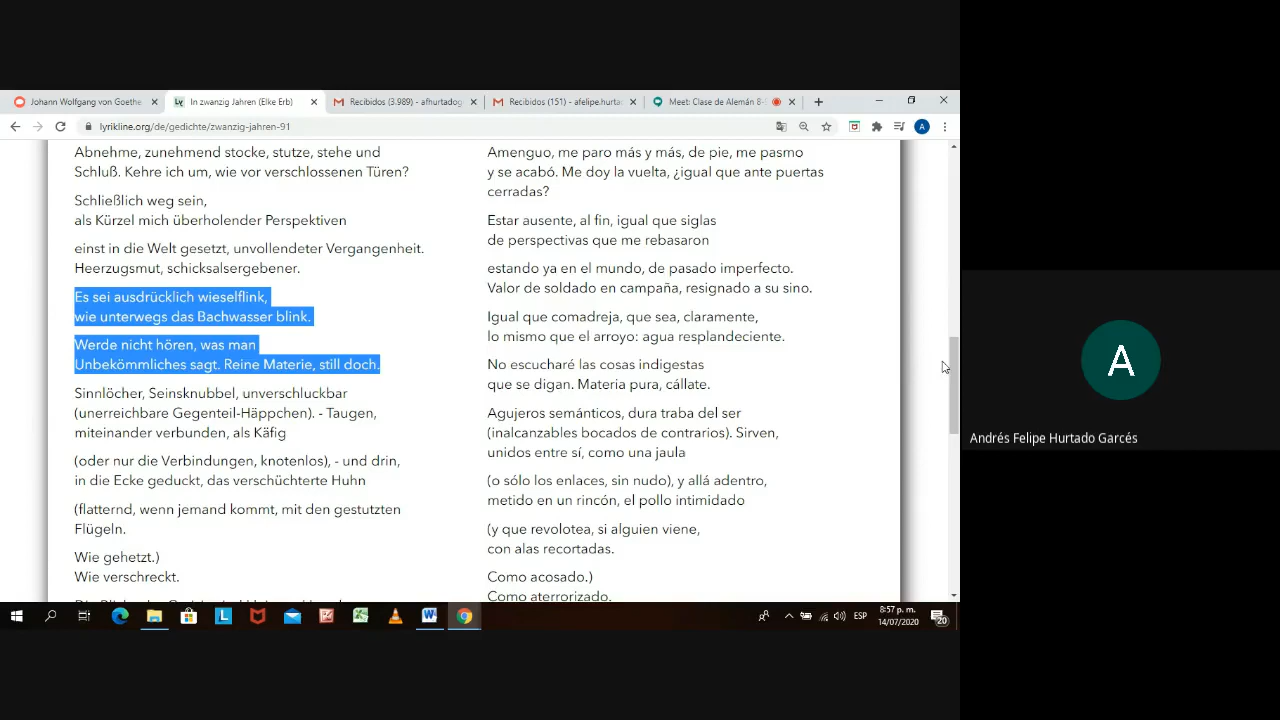 Johann Wolfgang von Goethe
In zwanzig Jahren (Elke Erb)
Recibidos (3.989) - afhurtadog
Recibidos (151) - afelipe.hurta
Meet: Clase de Alemán 8-
lyrikline.org/de/gedichte/zwanzig-jahren-91
A
Abnehme, zunehmend stocke, stutze, stehe und
Schluß. Kehre ich um, wie vor verschlossenen Türen?
Schließlich weg sein,
als Kürzel mich überholender Perspektiven
einst in die Welt gesetzt, unvollendeter Vergangenheit.
Heerzugsmut, schicksalsergebener.
Es sei ausdrücklich wieselflink,
wie unterwegs das Bachwasser blink.
Werde nicht hören, was man
Unbekömmliches sagt. Reine Materie, still doch.
Sinnlöcher, Seinsknubbel, unverschluckbar
(unerreichbare Gegenteil-Häppchen). - Taugen,
miteinander verbunden, als Käfig
(oder nur die Verbindungen, knotenlos), - und drin,
in die Ecke geduckt, das verschüchterte Huhn
(flatternd, wenn jemand kommt, mit den gestutzten
Flügeln.
Wie gehetzt.)
Wie verschreckt.
Amenguo, me paro más y más, de pie, me pasmo
y se acabó. Me doy la vuelta, ¿igual que ante puertas
cerradas?
Estar ausente, al fin, igual que siglas
de perspectivas que me rebasaron
estando ya en el mundo, de pasado imperfecto.
Valor de soldado en campaña, resignado a su sino.
Igual que comadreja, que sea, claramente,
lo mismo que el arroyo: agua resplandeciente.
No escucharé las cosas indigestas
que se digan. Materia pura, cállate.
Agujeros semánticos, dura traba del ser
(inalcanzables bocados de contrarios). Sirven,
unidos entre sí, como una jaula
(o sólo los enlaces, sin nudo), y allá adentro,
metido en un rincón, el pollo intimidado
(y que revolotea, si alguien viene,
con alas recortadas.
Como acosado.)
Como aterrorizado.
A
Andrés Felipe Hurtado Garcés
ESP
8:57 p. m.
14/07/2020
20